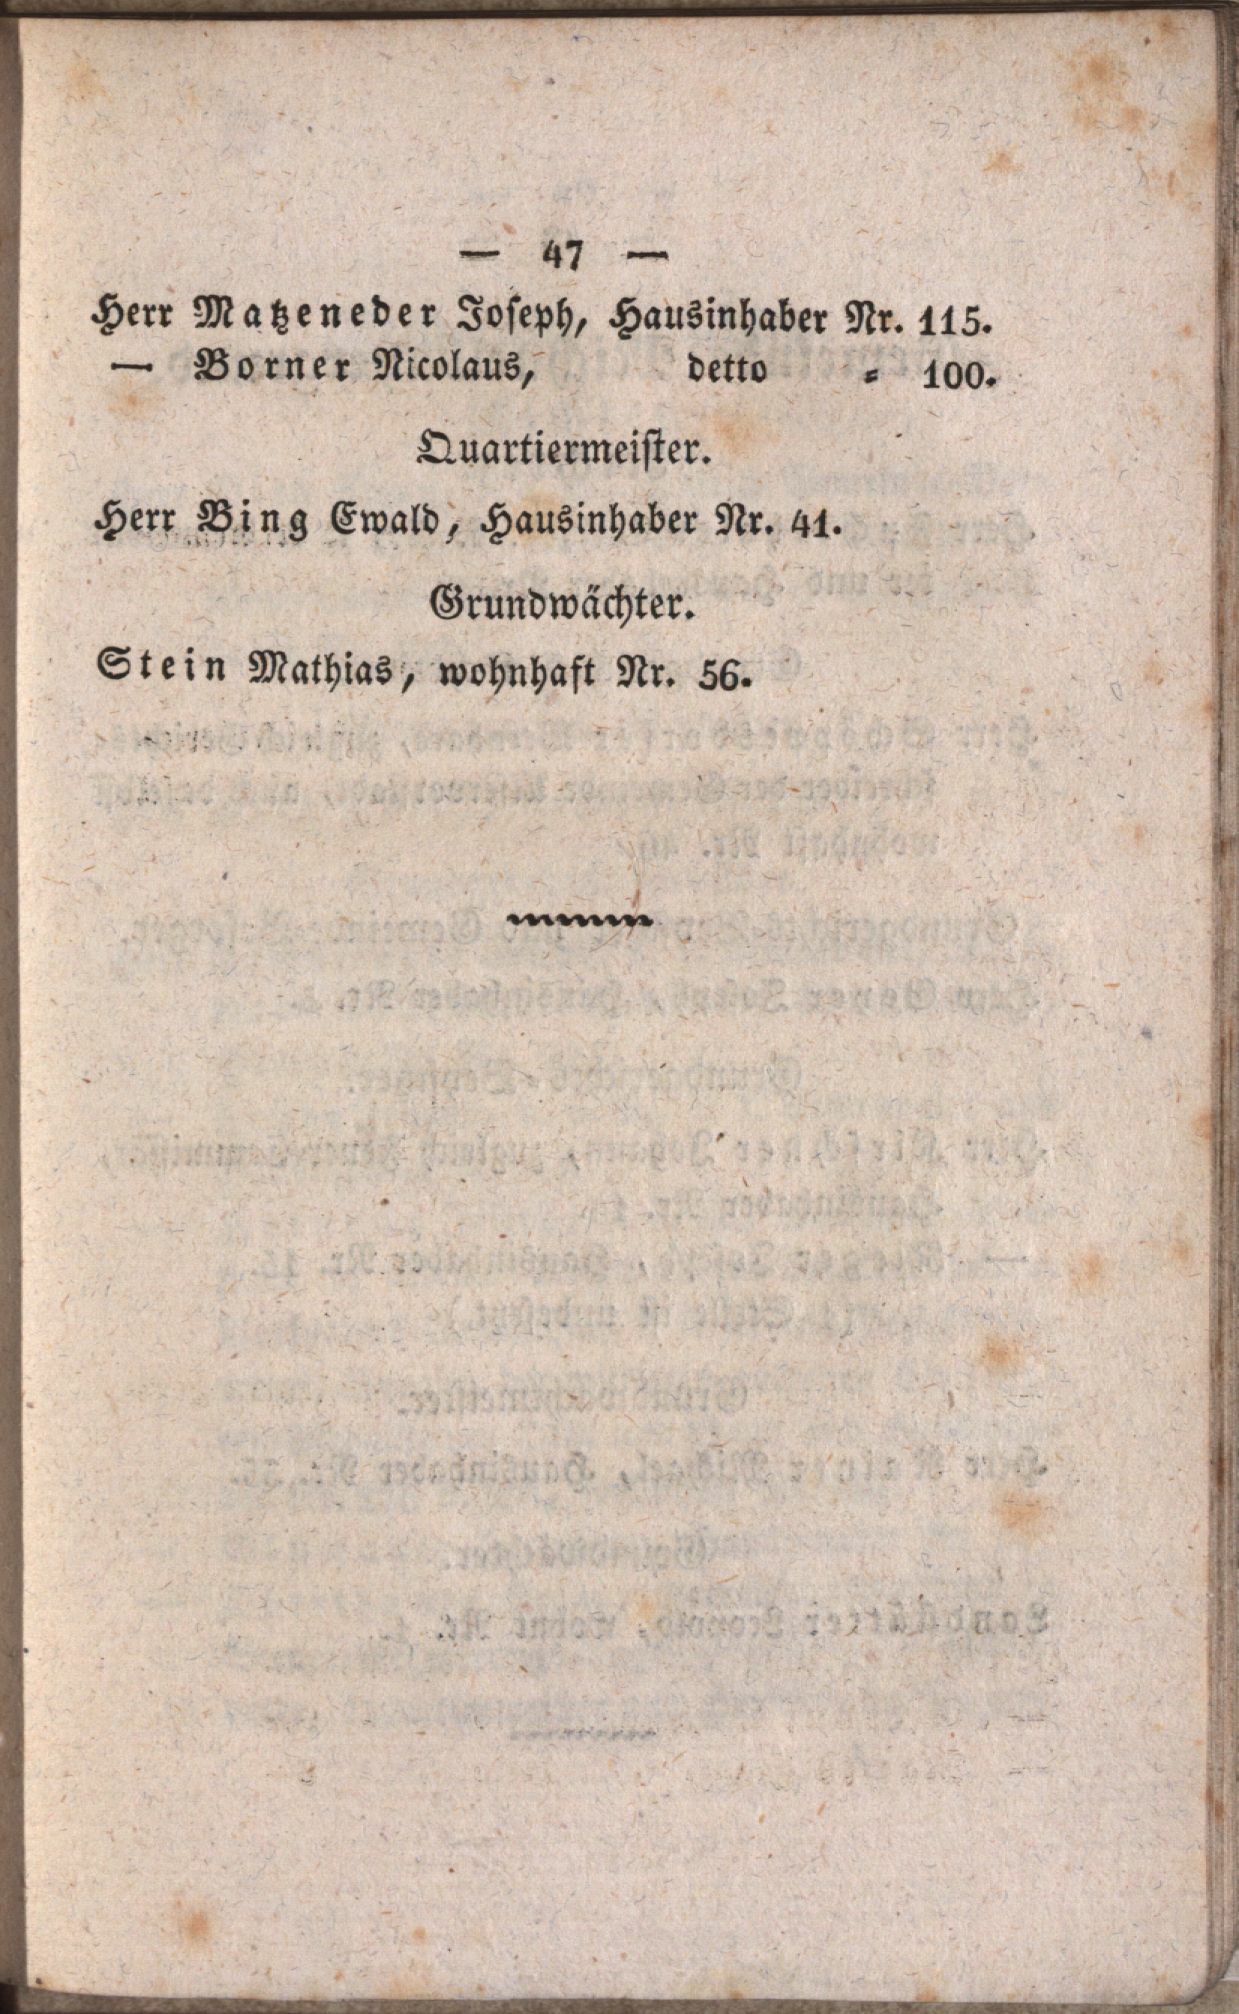 — 47 —
Herr Matzeneder Joseph, Hausinhaber Nr. 115.
— Borner Nicolaus, detto = 100.
Quartiermeister.
Herr Bing Ewald, Hausinhaber Nr. 41.
Grundwächter.
Stein Mathias, wohnhaft Nr. 56.